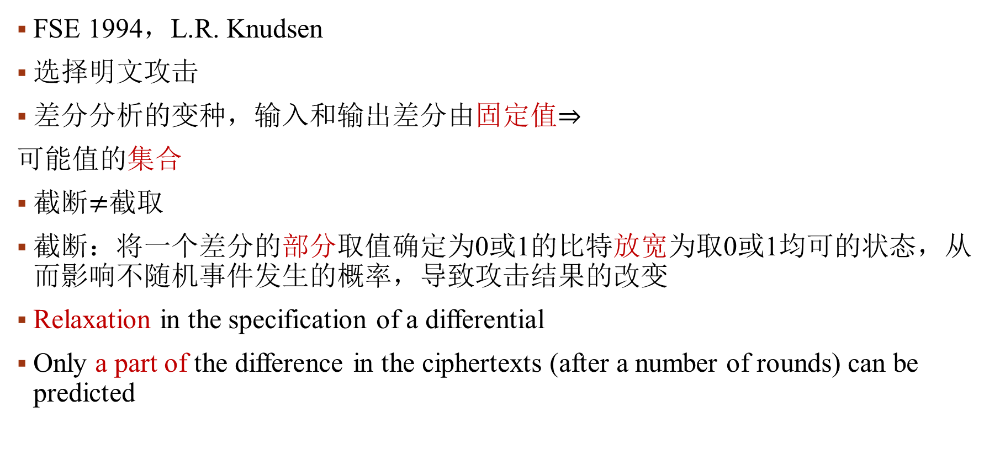 ▪ FSE 1994，L.R. Knudsen
▪ 选择明文攻击
▪ 差分分析的变种，输入和输出差分由固定值⇒
可能值的集合
▪ 截断≠截取
▪ 截断：将一个差分的部分取值确定为0或1的比特放宽为取0或1均可的状态，从
而影响不随机事件发生的概率，导致攻击结果的改变
▪ Relaxation in the specification of a differential
▪ Only a part of the difference in the ciphertexts (after a number of rounds) can be
predicted